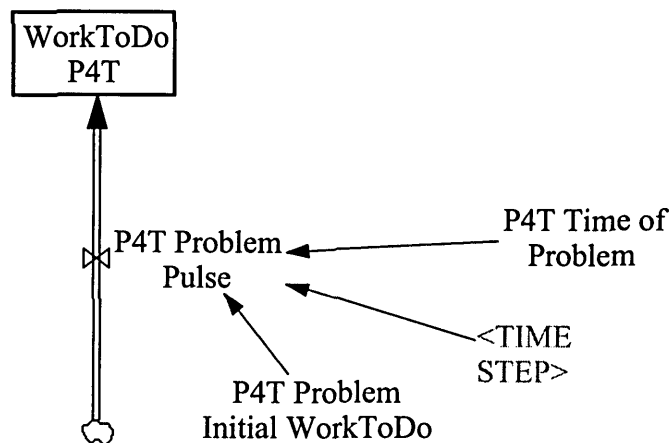 WorkToDo
P4T
P4T Problem
Pulse
P4T Time of
Problem
<TIME
STEP>
P4T Problem
Initial WorkToDo